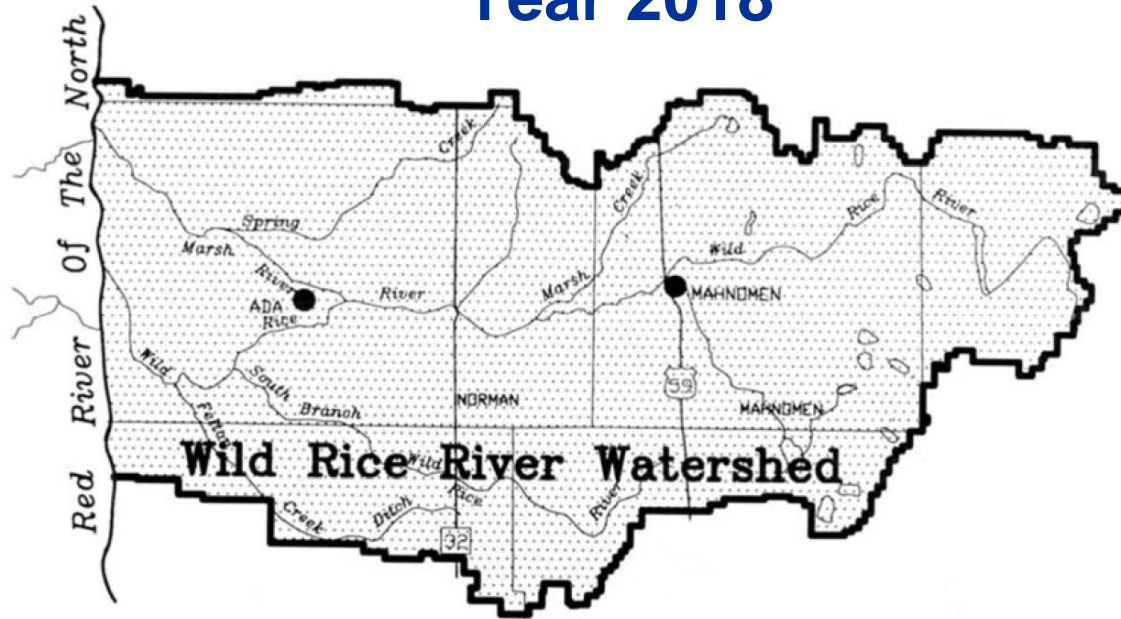 Year 2018
Red River Of The North
Creek
Spring
Marsh
River
Creek
Rice
River
Wild
River
Marsh
ADA
MAHNOMEN
Rice
Wild
South
Branch
59
NORMAN
MAHNOMEN
Felton
Wild Rice River Watershed
Wild
Rice
River
Creek
Ditch
32